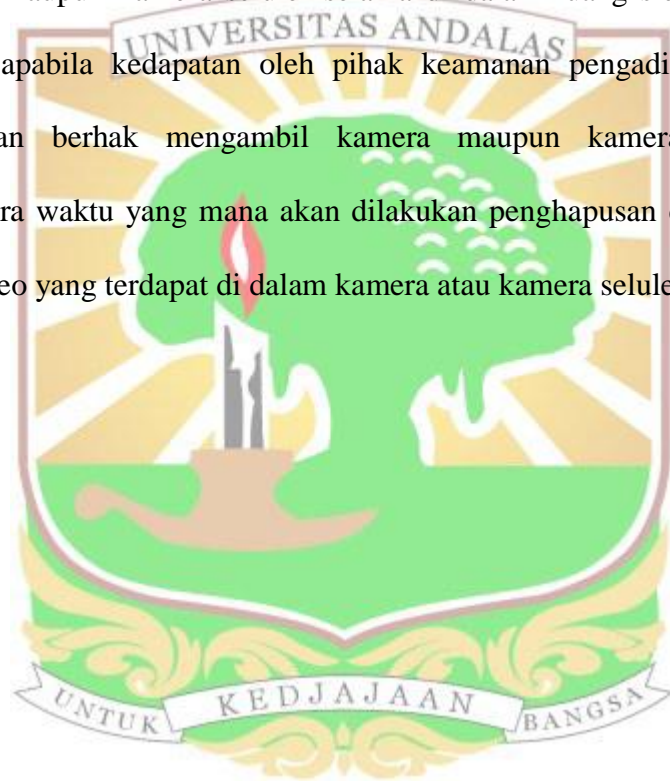 UNIVERSITAS ANDALAS
apabila kedapatan oleh pihak keamanan pengadi
an berhak mengambil kamera maupun kamera
ra waktu yang mana akan dilakukan penghapusan
eo yang terdapat di dalam kamera atau kamera selule
UNTUK KEDJAJAAN BANGSA